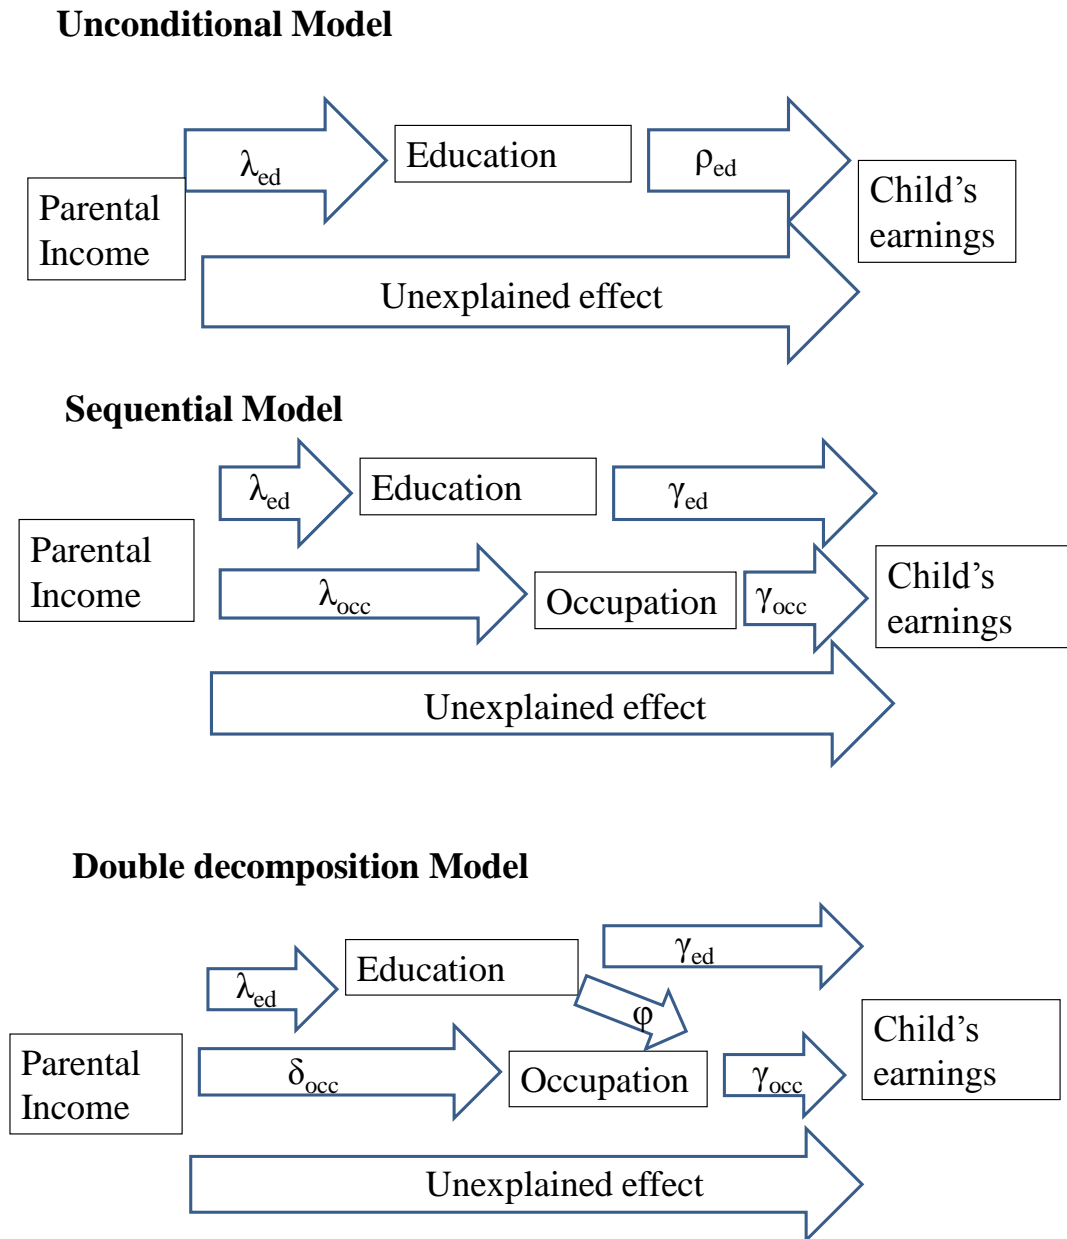 Unconditional Model
λed
Education
ρed
Parental
Income
Child’s
earnings
Unexplained effect
Sequential Model
λed
Education
γed
Parental
Income
λocc
Occupation
γocc
Child’s
earnings
Unexplained effect
Double decomposition Model
λed
Education
γed
φ
Parental
Income
δocc
Occupation
γocc
Child’s
earnings
Unexplained effect